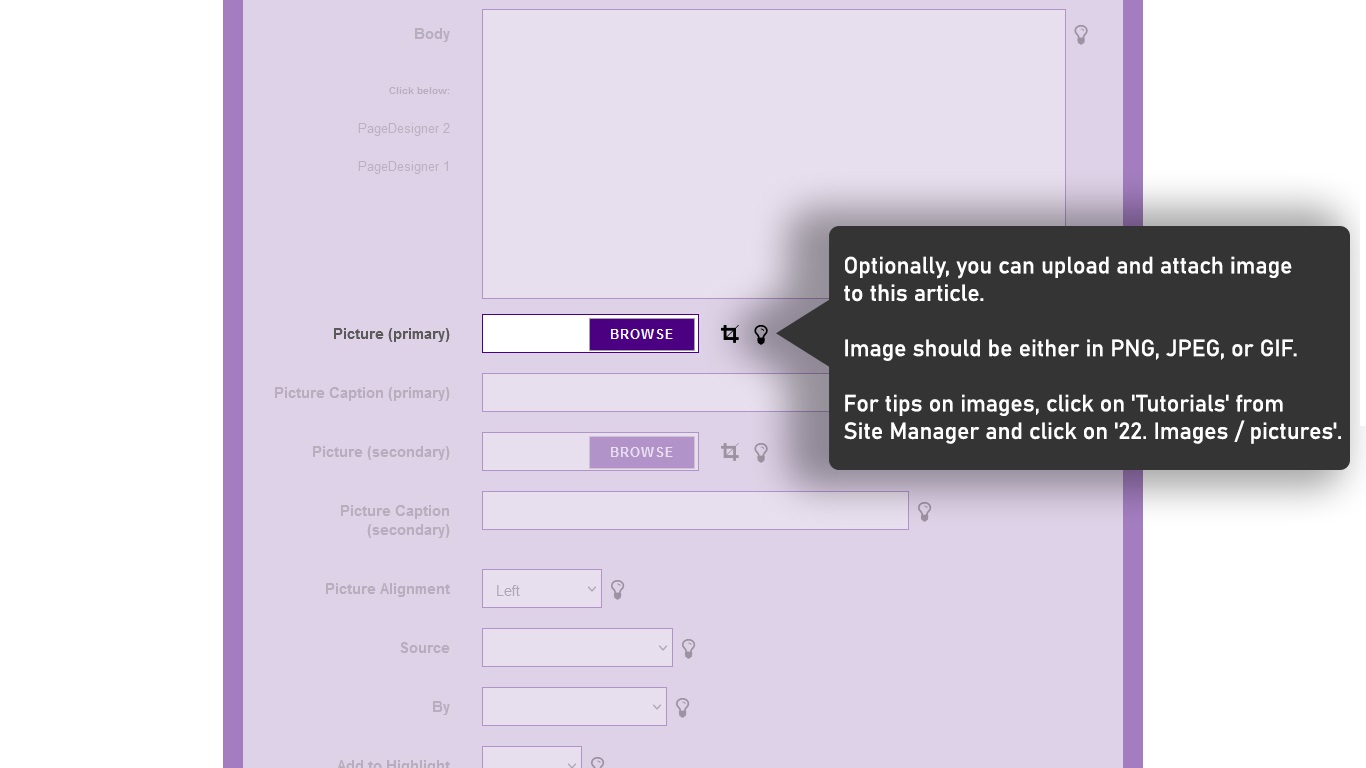 Body
Click below:
PageDesigner 2
PageDesigner 1
Picture (primary)
BROWSE
Optionally, you can upload and attach image
to this article.
Image should be either in PNG, JPEG, or GIF.
For tips on images, click on 'Tutorials' from
Site Manager and click on '22. Images / pictures'.
Picture Caption (primary)
Picture (secondary)
BROWSE
Picture Caption
(secondary)
Picture Alignment
Left
Source
By
Add to Highlight